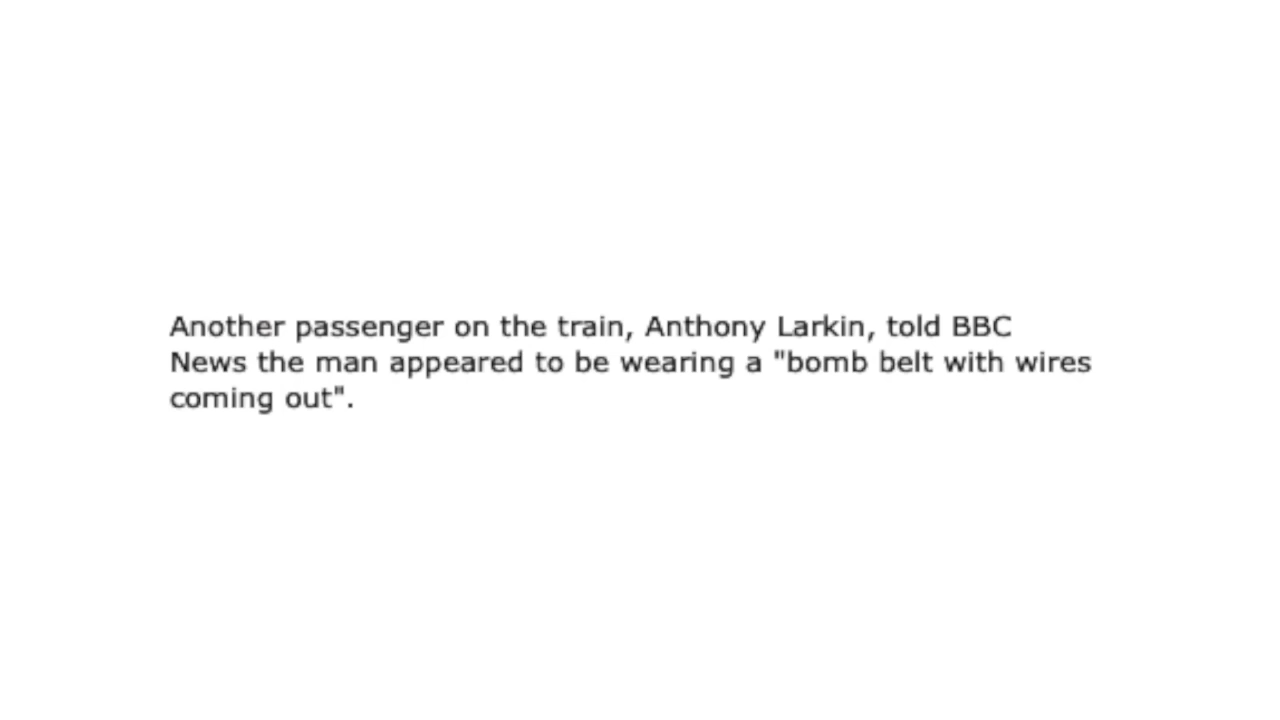 Another passenger on the train, Anthony Larkin, told BBC
News the man appeared to be wearing a "bomb belt with wires
coming out".